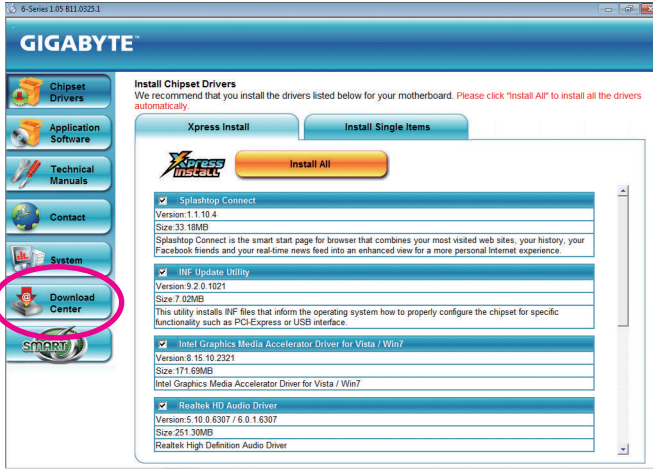 6-Series 1.05 B11.0325.1
GIGABYTE™
Chipset
Drivers
Application
Software
Technical
Manuals
Contact
System
Download
Center
SMART
Install Chipset Drivers
We recommend that you install the drivers listed below for your motherboard. Please click "Install All" to install all the drivers
automatically.
Xpress Install
Install Single Items
Xpress
Install
Install All
Splashtop Connect
Version:1.1.10.4
Size:33.18MB
Splashtop Connect is the smart start page for browser that combines your most visited web sites, your history, your
Facebook friends and your real-time news feed into an enhanced view for a more personal Internet experience.
INF Update Utility
Version:9.2.0.1021
Size:7.02MB
This utility installs INF files that inform the operating system how to properly configure the chipset for specific
functionality such as PCI-Express or USB interface.
Intel Graphics Media Accelerator Driver for Vista / Win7
Version:8.15.10.2321
Size:171.69MB
Intel Graphics Media Accelerator Driver for Vista / Win7
Realtek HD Audio Driver
Version:5.10.0.6307 / 6.0.1.6307
Size:251.30MB
Realtek High Definition Audio Driver